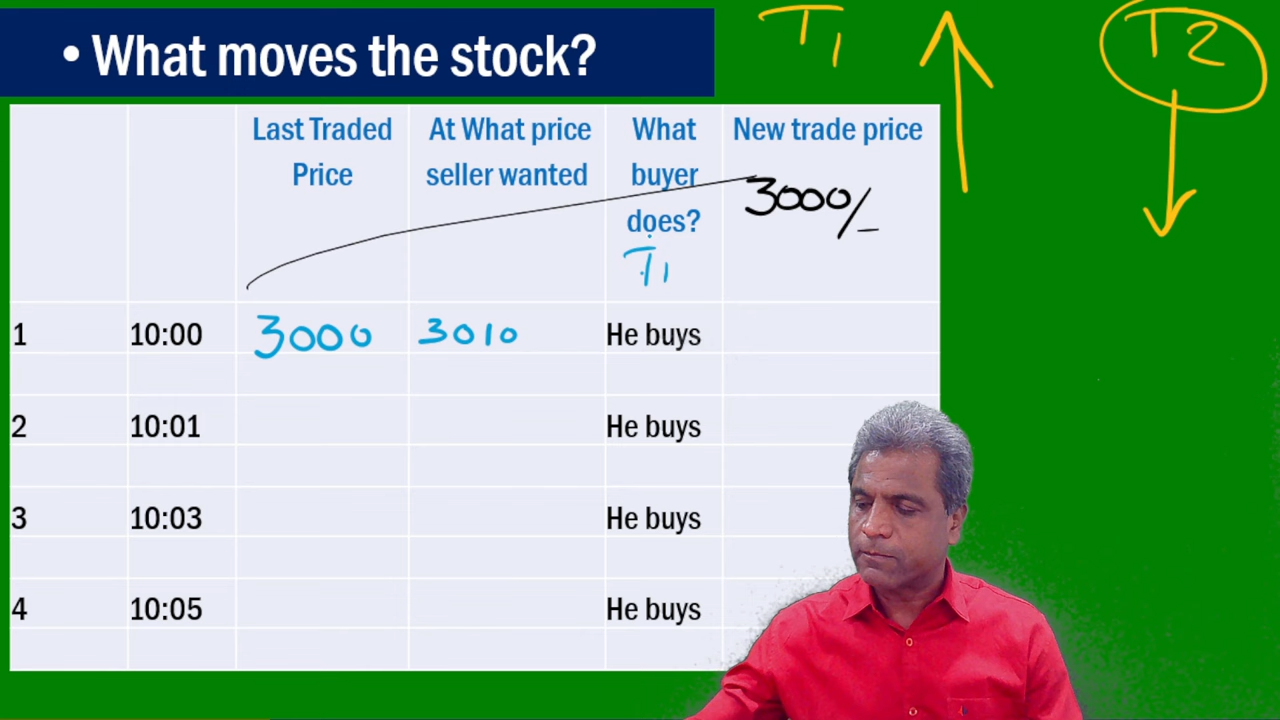 • What moves the stock?
T1
T2
Last Traded Price
At What price seller wanted
What buyer does?
New trade price
3000/-
T1
1 10:00 3000 3010 He buys
2 10:01 He buys
3 10:03 He buys
4 10:05 He buys